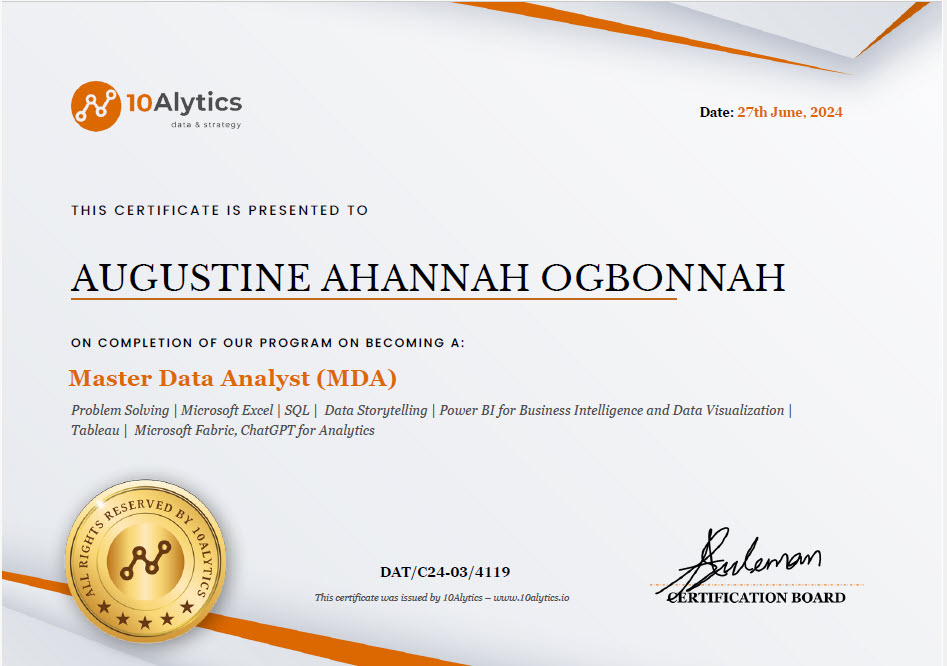 10Alytics
data & strategy
Date: 27th June, 2024
THIS CERTIFICATE IS PRESENTED TO
AUGUSTINE AHANNAH OGBONNAH
ON COMPLETION OF OUR PROGRAM ON BECOMING A:
Master Data Analyst (MDA)
Problem Solving | Microsoft Excel | SQL | Data Storytelling | Power BI for Business Intelligence and Data Visualization |
Tableau | Microsoft Fabric, ChatGPT for Analytics
ALL RIGHTS RESERVED BY 10ALYTICS
DAT/C24-03/4119
This certificate was issued by 10Alytics – www.10alytics.io
Suleman
CERTIFICATION BOARD